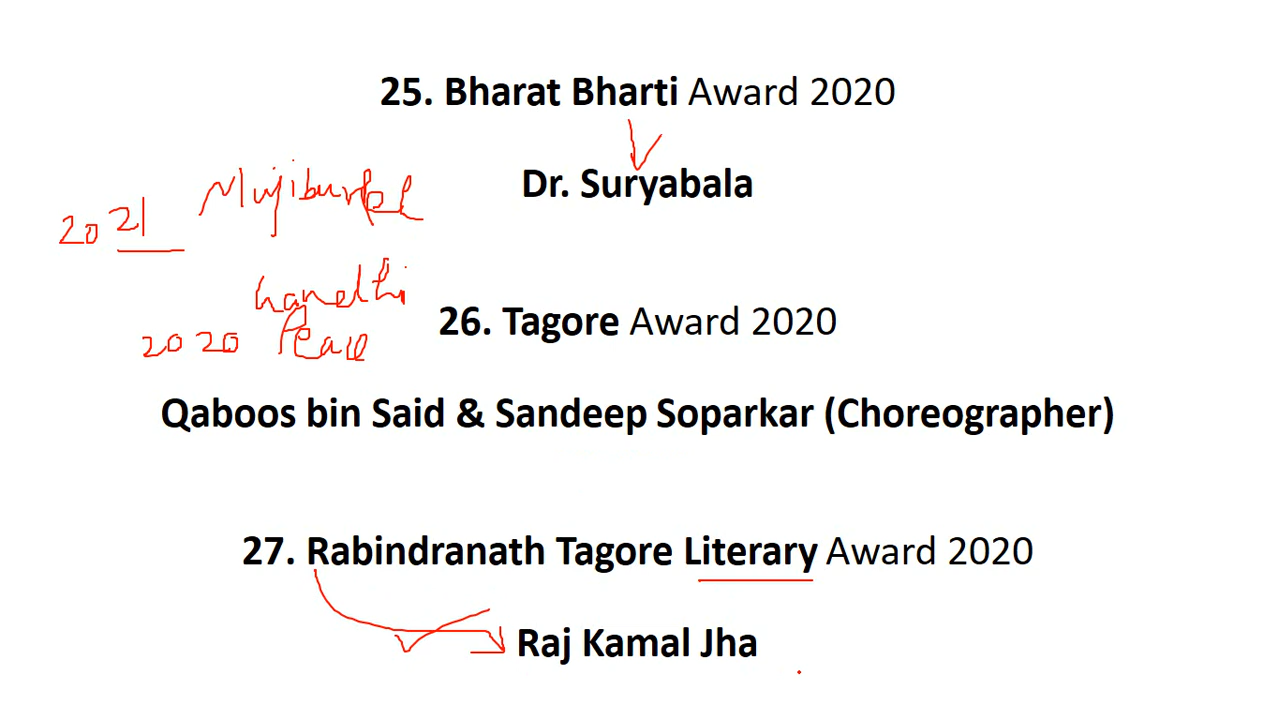 25. Bharat Bharti Award 2020
Dr. Suryabala
2021
Gandhi
26. Tagore Award 2020
2020 Peace
Qaboos bin Said & Sandeep Soparkar (Choreographer)
27. Rabindranath Tagore Literary Award 2020
Raj Kamal Jha